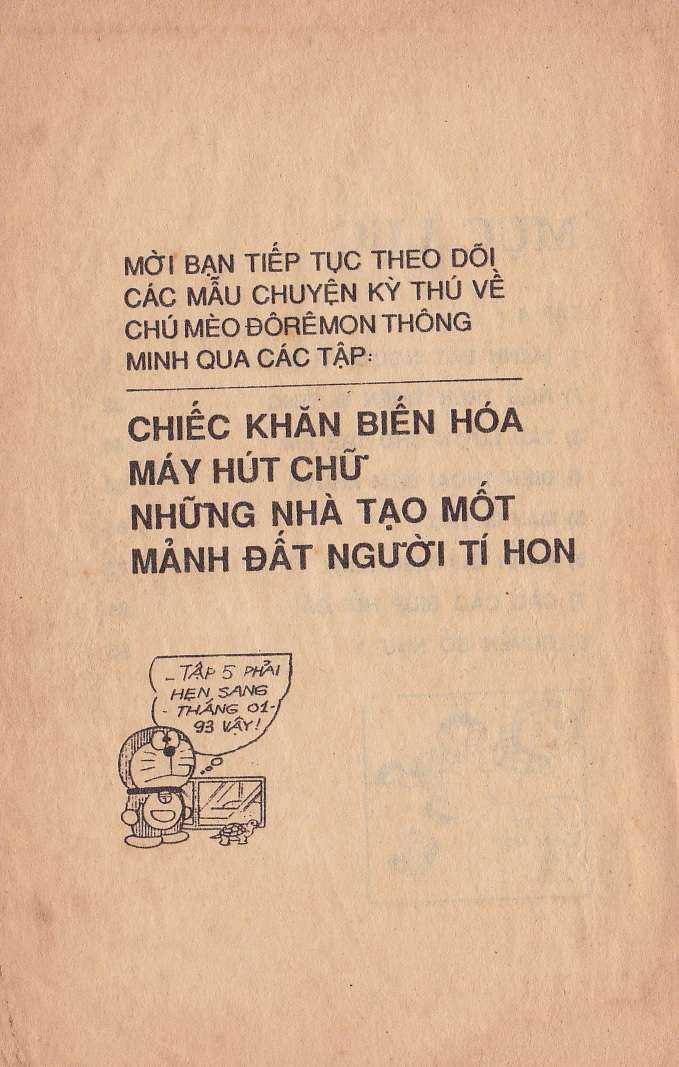 MỜI BẠN TIẾP TỤC THEO DÕI
CÁC MẪU CHUYỆN KỲ THÚ VỀ
CHÚ MÈO ĐÔRÊMON THÔNG
MINH QUA CÁC TẬP:
CHIẾC KHĂN BIẾN HÓA
MÁY HÚT CHỮ
NHỮNG NHÀ TẠO MỐT
MẢNH ĐẤT NGƯỜI TÍ HON
- TẬP 5 PHẢI
HẸN SANG
- THÁNG 01-
93 VẬY!